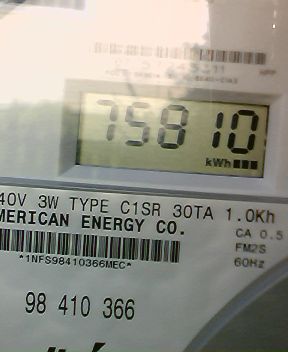 75810
kWh
40V 3W TYPE C1SR 30TA 1.0Kh
MERICAN ENERGY CO.
CA 0.5
FM2S
*1NFS98410366MEC*
60Hz
98 410 366